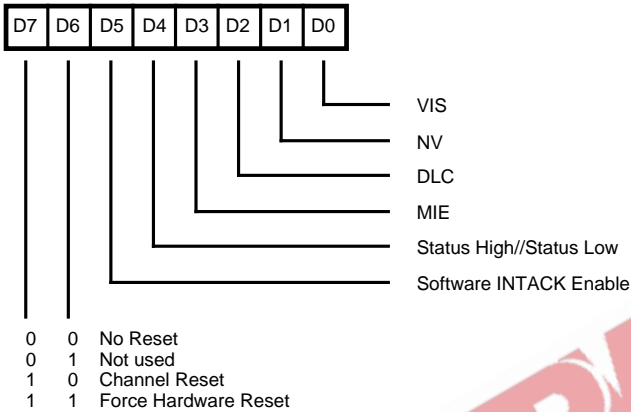 D7 D6 D5 D4 D3 D2 D1 D0
VIS
NV
DLC
MIE
Status High//Status Low
Software INTACK Enable
0 0 No Reset
0 1 Not used
1 0 Channel Reset
1 1 Force Hardware Reset